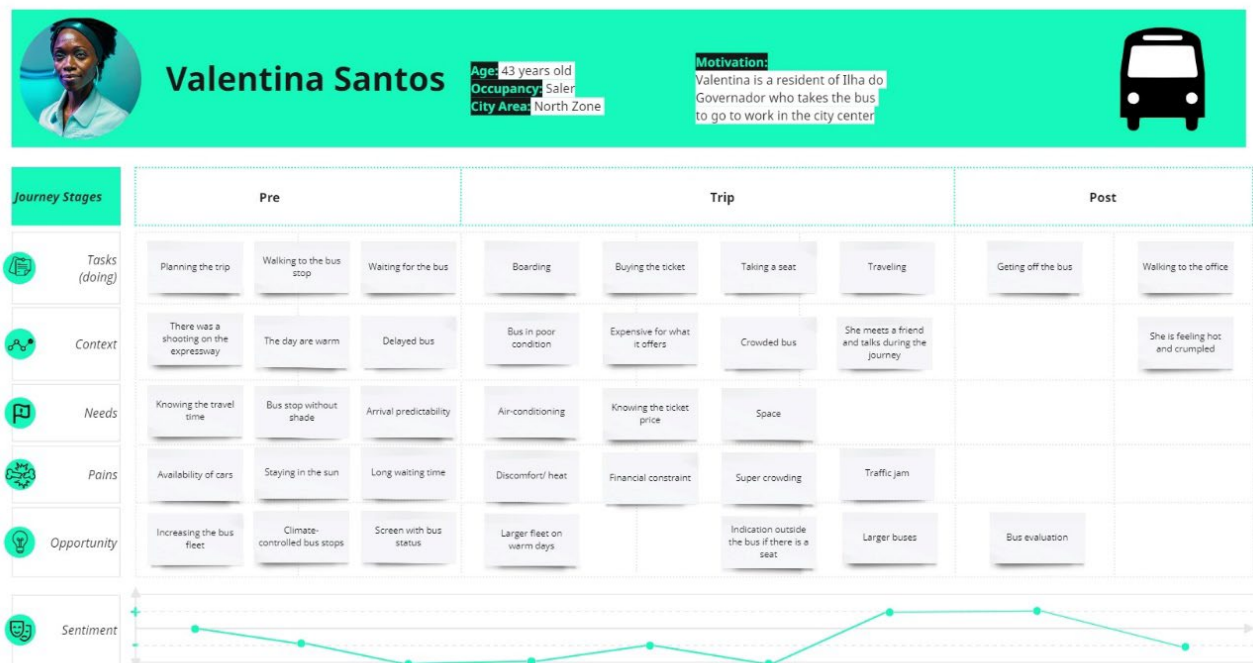 Valentina Santos
Age: 43 years old
Occupancy: Saler
City Area: North Zone
Motivation:
Valentina is a resident of Ilha do
Governador who takes the bus
to go to work in the city center
Journey Stages
Pre
Trip
Post
Tasks
(doing)
Planning the trip
Walking to the bus
stop
Waiting for the bus
Boarding
Buying the ticket
Taking a seat
Traveling
Geting off the bus
Walking to the office
Context
There was a
shooting on the
expressway
The day are warm
Delayed bus
Bus in poor
condition
Expensive for what
it offers
Crowded bus
She meets a friend
and talks during the
journey
She is feeling hot
and crumpled
Needs
Knowing the travel
time
Bus stop without
shade
Arrival predictability
Air-conditioning
Knowing the ticket
price
Space
Pains
Availability of cars
Staying in the sun
Long waiting time
Discomfort/ heat
Financial constraint
Super crowding
Traffic jam
Opportunity
Increasing the bus
fleet
Climate-
controlled bus stops
Screen with bus
status
Larger fleet on
warm days
Indication outside
the bus if there is a
seat
Larger buses
Bus evaluation
Sentiment
+
-